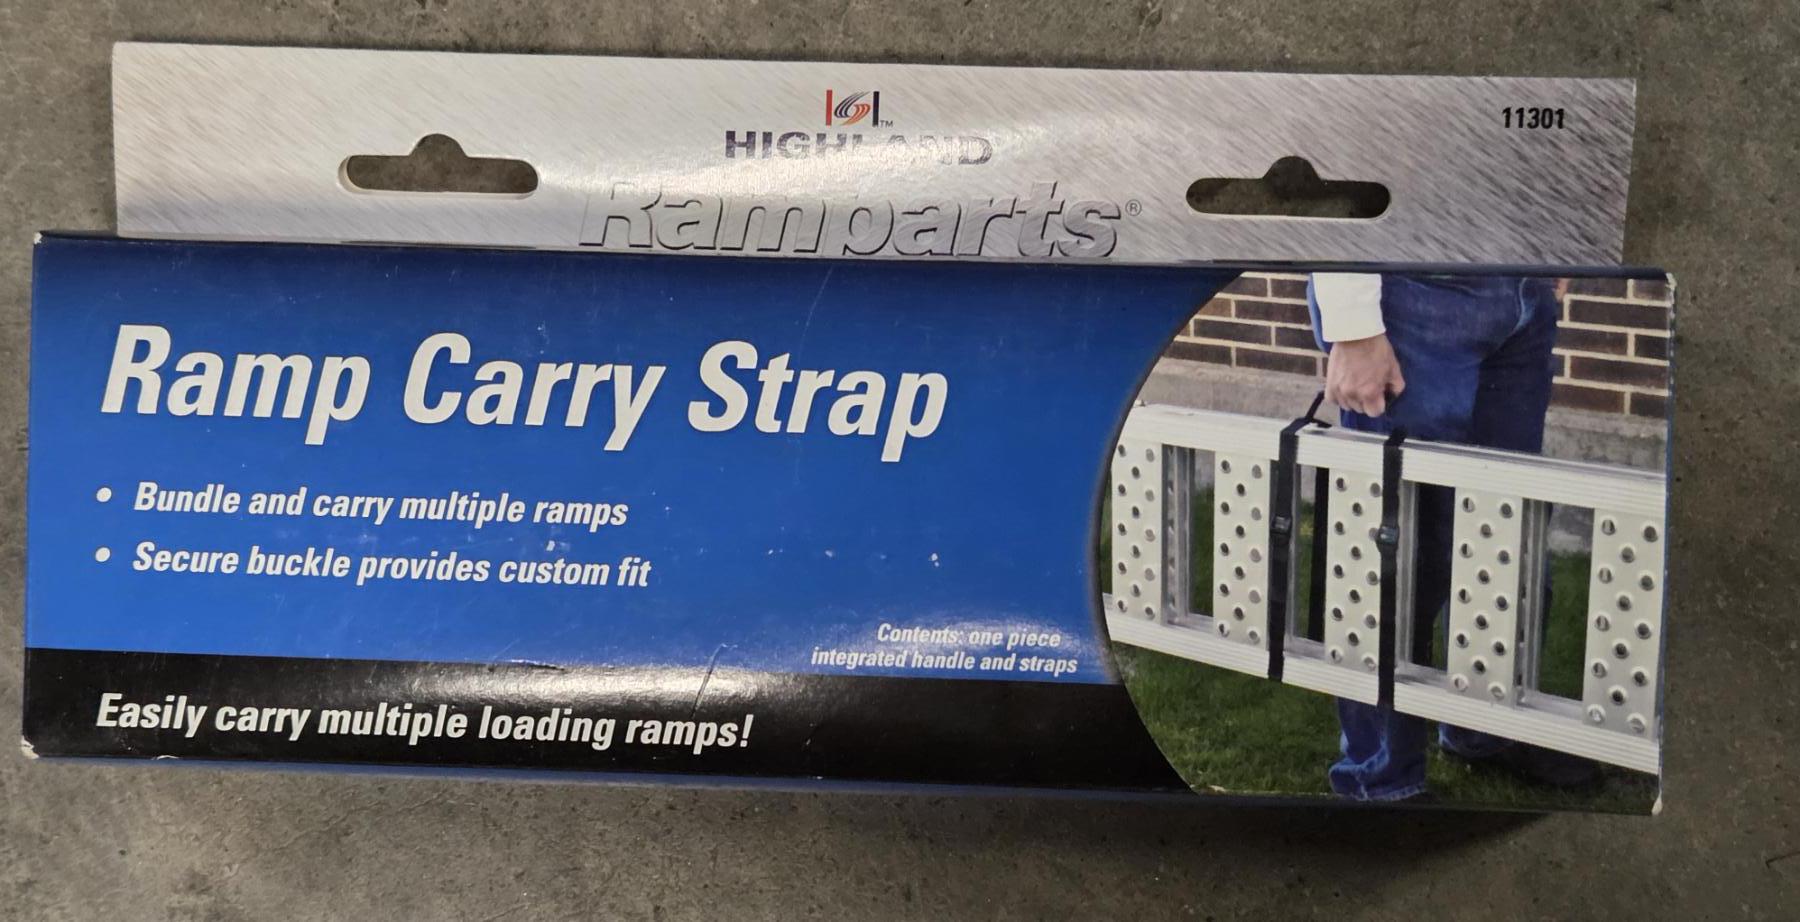 HIGHLAND™
11301
Ramparts®
Ramp Carry Strap
• Bundle and carry multiple ramps
• Secure buckle provides custom fit
Contents: one piece
integrated handle and straps
Easily carry multiple loading ramps!